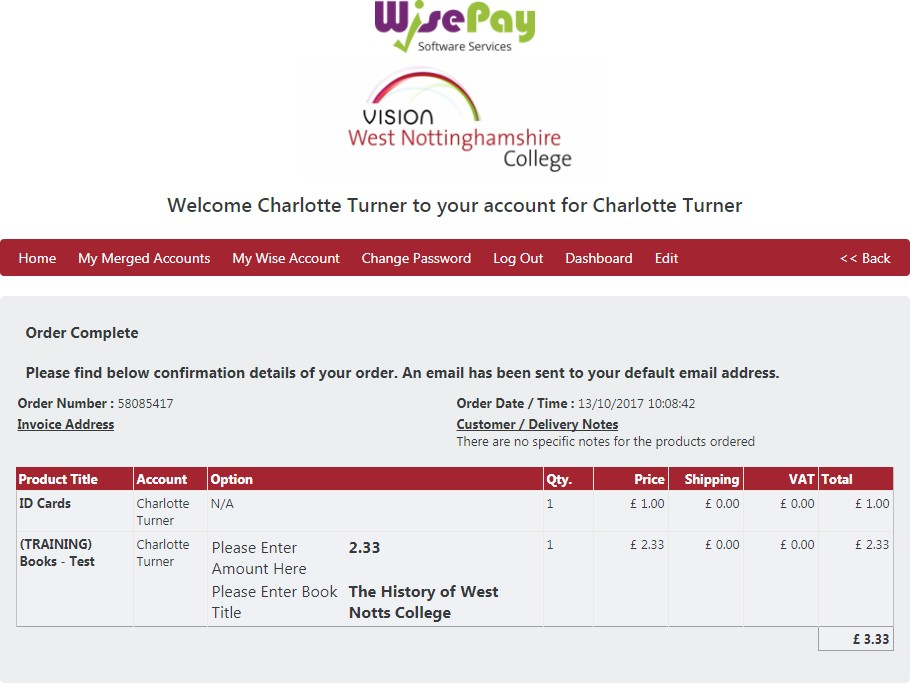 WisePay
Software Services
VISION
West Nottinghamshire
College
Welcome Charlotte Turner to your account for Charlotte Turner
Home My Merged Accounts My Wise Account Change Password Log Out Dashboard Edit << Back
Order Complete
Please find below confirmation details of your order. An email has been sent to your default email address.
Order Number : 58085417 Order Date / Time : 13/10/2017 10:08:42
Invoice Address Customer / Delivery Notes
There are no specific notes for the products ordered
Product Title Account Option Qty. Price Shipping VAT Total
ID Cards Charlotte N/A 1 £ 1.00 £ 0.00 £ 0.00 £ 1.00
Turner
(TRAINING) Charlotte Please Enter 2.33 1 £ 2.33 £ 0.00 £ 0.00 £ 2.33
Books - Test Turner Amount Here
Please Enter Book The History of West
Title Notts College
£ 3.33